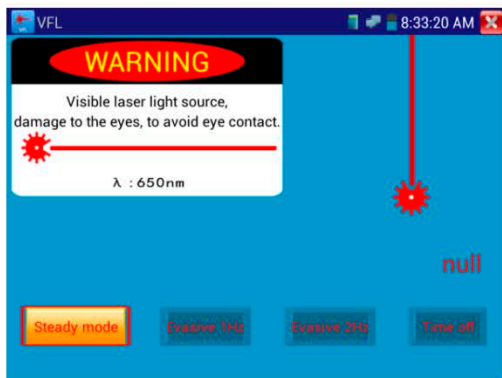 VFL
8:33:20 AM
WARNING
Visible laser light source,
damage to the eyes, to avoid eye contact.
λ :650nm
null
Steady mode
Evasive 1Hz
Evasive 2Hz
Time off